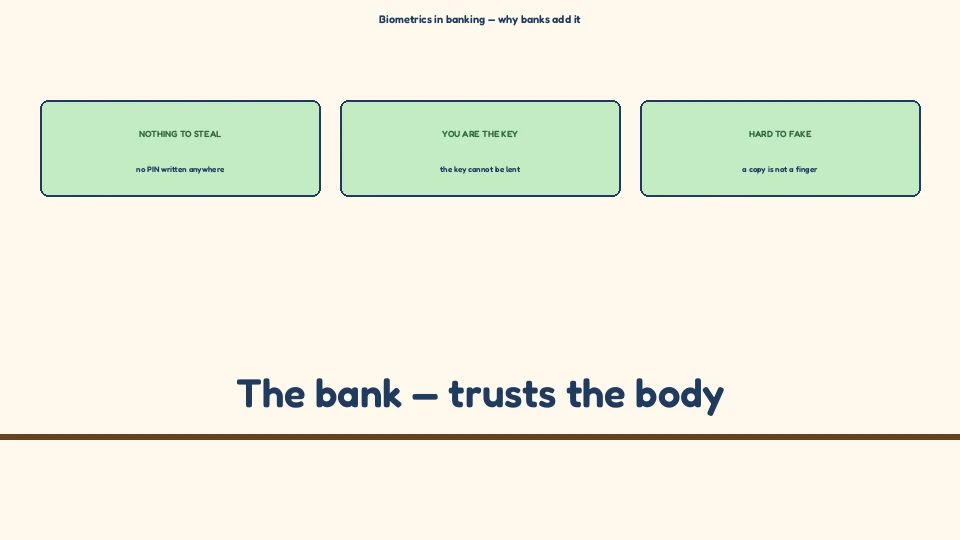 Biometrics in banking — why banks add it
NOTHING TO STEAL
no PIN written anywhere
YOU ARE THE KEY
the key cannot be lent
HARD TO FAKE
a copy is not a finger
The bank — trusts the body